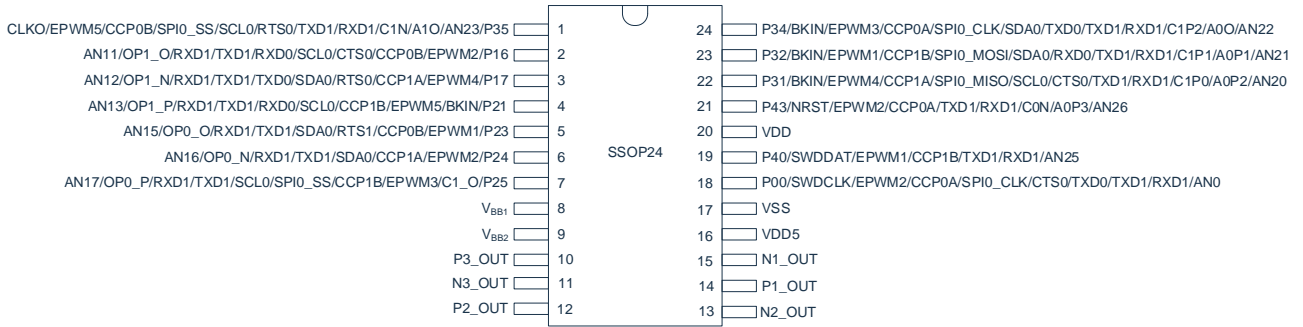 CLKO/EPWM5/CCP0B/SPI0_SS/SCL0/RTS0/TXD1/RXD1/C1N/A1O/AN23/P35 1
AN11/OP1_O/RXD1/TXD1/RXD0/SCL0/CTS0/CCP0B/EPWM2/P16 2
AN12/OP1_N/RXD1/TXD1/TXD0/SDA0/RTS0/CCP1A/EPWM4/P17 3
AN13/OP1_P/RXD1/TXD1/RXD0/SCL0/CCP1B/EPWM5/BKIN/P21 4
AN15/OP0_O/RXD1/TXD1/SDA0/RTS1/CCP0B/EPWM1/P23 5
AN16/OP0_N/RXD1/TXD1/SDA0/CCP1A/EPWM2/P24 6
AN17/OP0_P/RXD1/TXD1/SCL0/SPI0_SS/CCP1B/EPWM3/C1_O/P25 7
VBB1 8
VBB2 9
P3_OUT 10
N3_OUT 11
P2_OUT 12
SSOP24
24 P34/BKIN/EPWM3/CCP0A/SPI0_CLK/SDA0/TXD0/TXD1/RXD1/C1P2/A0O/AN22
23 P32/BKIN/EPWM1/CCP1B/SPI0_MOSI/SDA0/RXD0/TXD1/RXD1/C1P1/A0P1/AN21
22 P31/BKIN/EPWM4/CCP1A/SPI0_MISO/SCL0/CTS0/TXD1/RXD1/C1P0/A0P2/AN20
21 P43/NRST/EPWM2/CCP0A/TXD1/RXD1/C0N/A0P3/AN26
20 VDD
19 P40/SWDDAT/EPWM1/CCP1B/TXD1/RXD1/AN25
18 P00/SWDCLK/EPWM2/CCP0A/SPI0_CLK/CTS0/TXD0/TXD1/RXD1/AN0
17 VSS
16 VDD5
15 N1_OUT
14 P1_OUT
13 N2_OUT